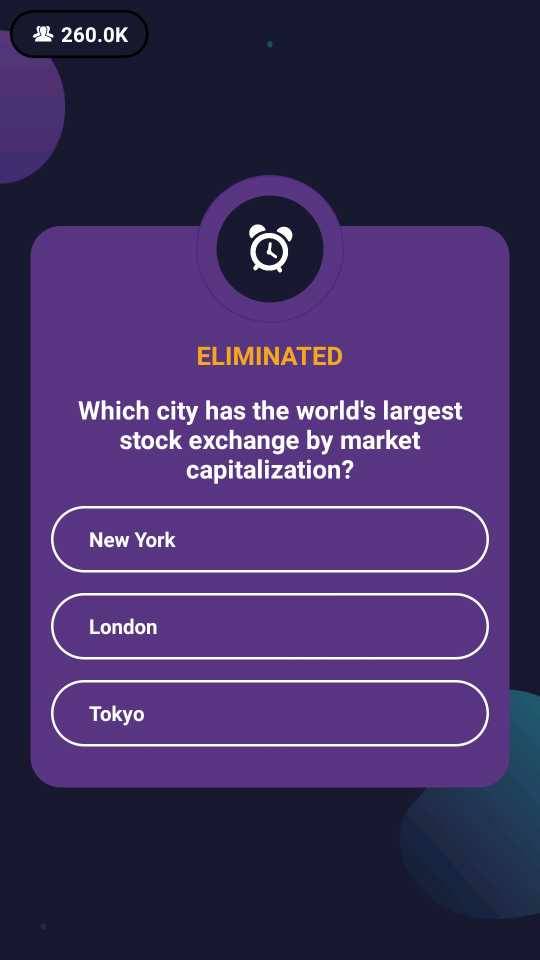 260.0K
ELIMINATED
Which city has the world's largest
stock exchange by market
capitalization?
New York
London
Tokyo